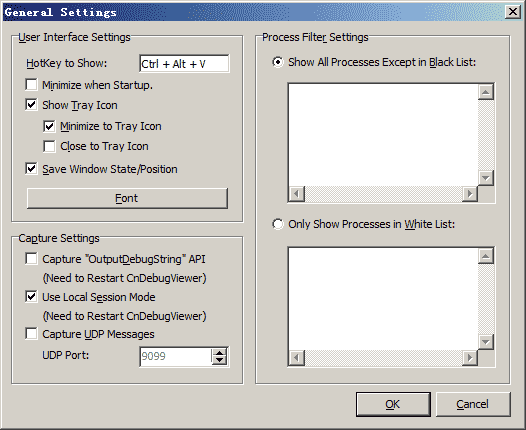 General Settings
User Interface Settings
HotKey to Show: Ctrl + Alt + V
Minimize when Startup.
Show Tray Icon
Minimize to Tray Icon
Close to Tray Icon
Save Window State/Position
Font
Capture Settings
Capture "OutputDebugString" API
(Need to Restart CnDebugViewer)
Use Local Session Mode
(Need to Restart CnDebugViewer)
Capture UDP Messages
UDP Port: 9099
Process Filter Settings
Show All Processes Except in Black List:
Only Show Processes in White List:
OK Cancel